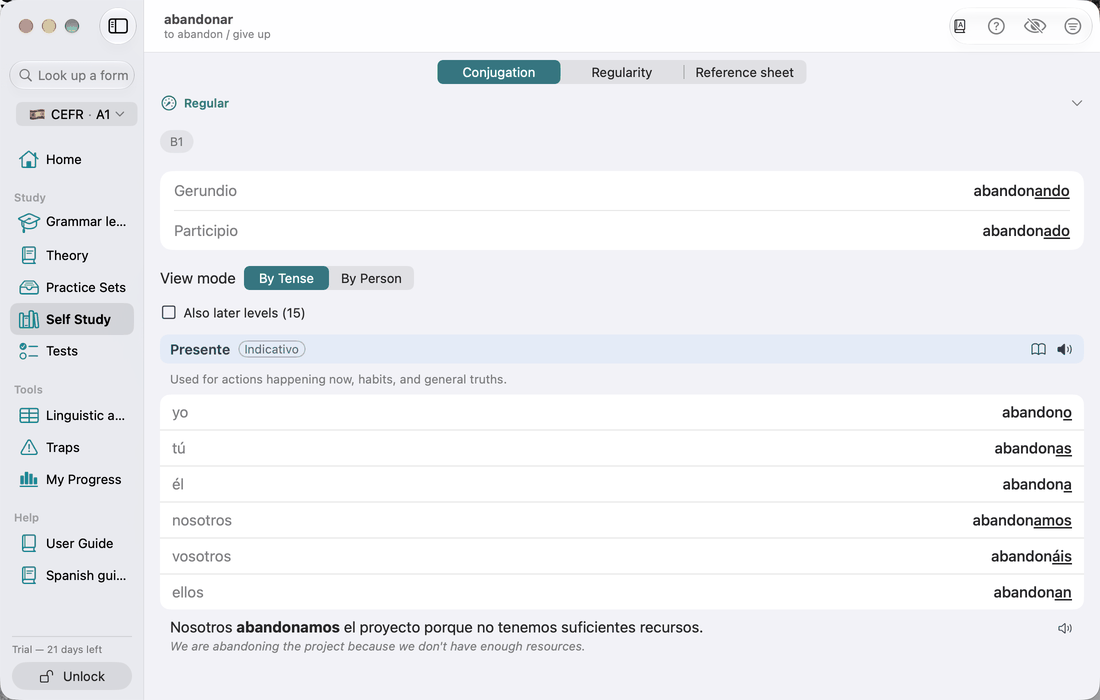 abandonar
to abandon / give up
Look up a form
CEFR · A1
Home
Study
Grammar le...
Theory
Practice Sets
Self Study
Tests
Tools
Linguistic a...
Traps
My Progress
Help
User Guide
Spanish gui...
Trial — 21 days left
Unlock
Conjugation Regularity Reference sheet
Regular
B1
Gerundio abandonando
Participio abandonado
View mode By Tense By Person
Also later levels (15)
Presente Indicativo
Used for actions happening now, habits, and general truths.
yo abandono
tú abandonas
él abandona
nosotros abandonamos
vosotros abandonáis
ellos abandonan
Nosotros abandonamos el proyecto porque no tenemos suficientes recursos.
We are abandoning the project because we don't have enough resources.